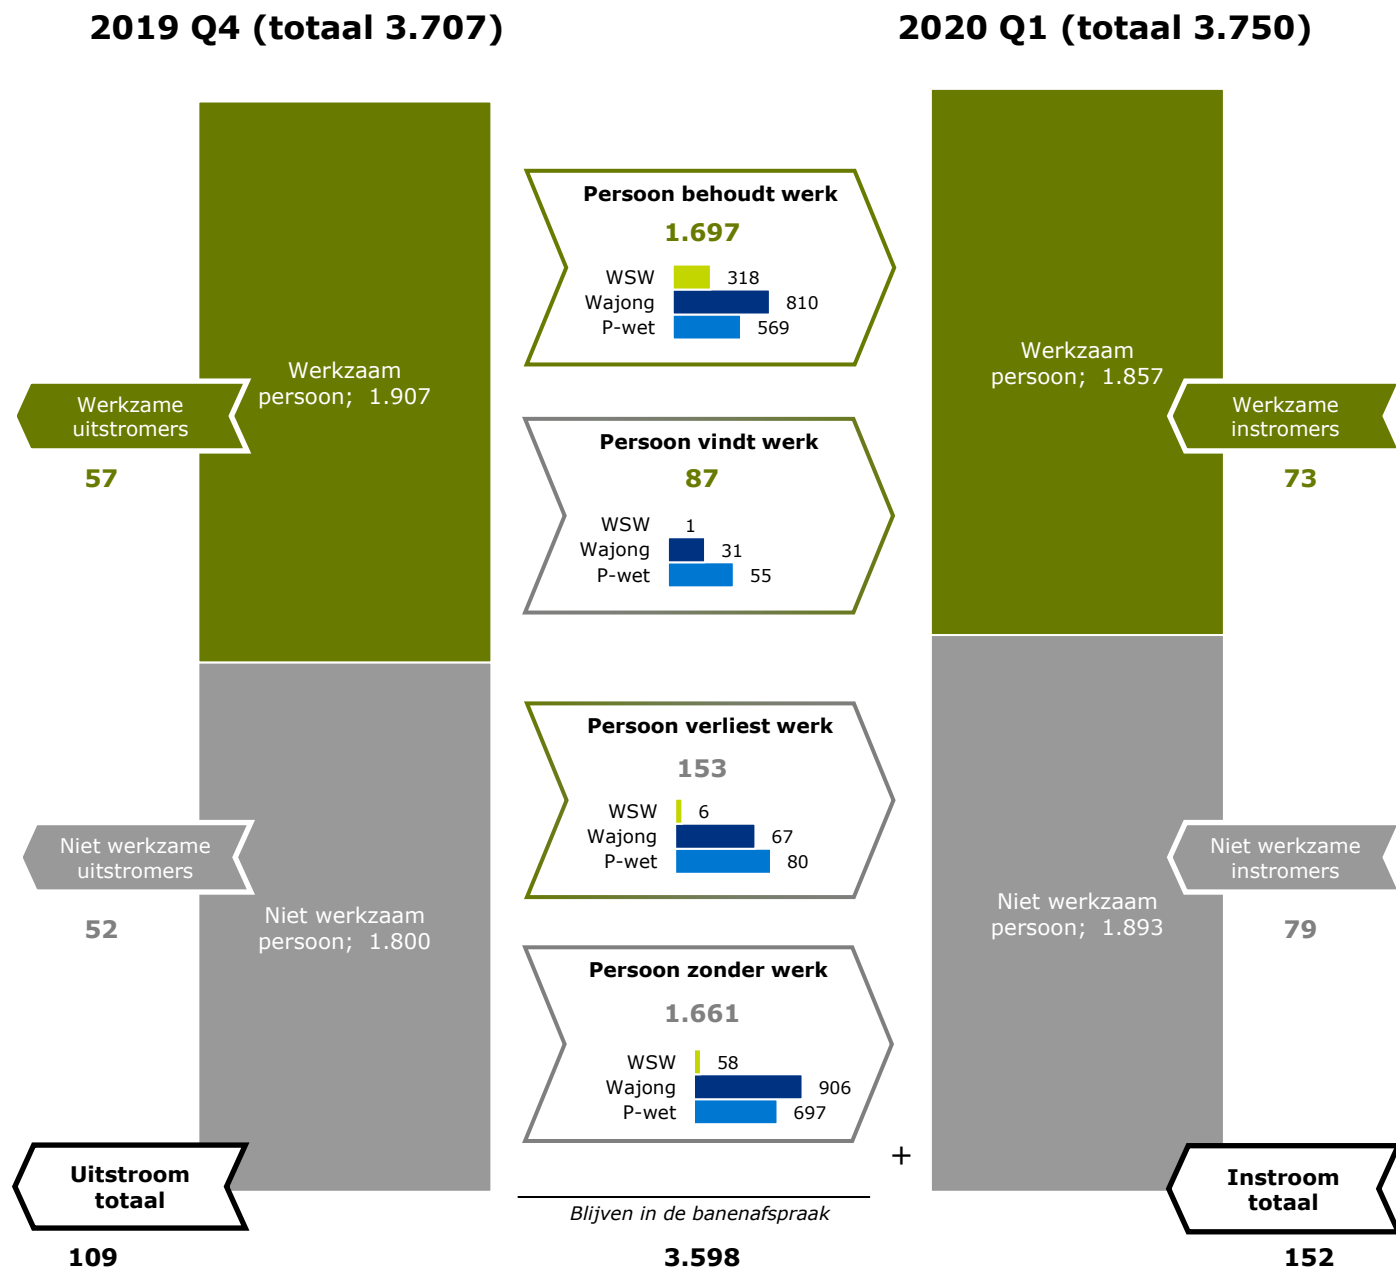 2019 Q4 (totaal 3.707)
2020 Q1 (totaal 3.750)
Werkzaam
persoon; 1.907
Werkzame
uitstromers
57
Niet werkzaam
persoon; 1.800
Niet werkzame
uitstromers
52
Uitstroom
totaal
109
Persoon behoudt werk
1.697
WSW 318
Wajong 810
P-wet 569
Persoon vindt werk
87
WSW 1
Wajong 31
P-wet 55
Persoon verliest werk
153
WSW 6
Wajong 67
P-wet 80
Persoon zonder werk
1.661
WSW 58
Wajong 906
P-wet 697
+
Blijven in de banenafspraak
3.598
Werkzaam
persoon; 1.857
Werkzame
instromers
73
Niet werkzaam
persoon; 1.893
Niet werkzame
instromers
79
Instroom
totaal
152